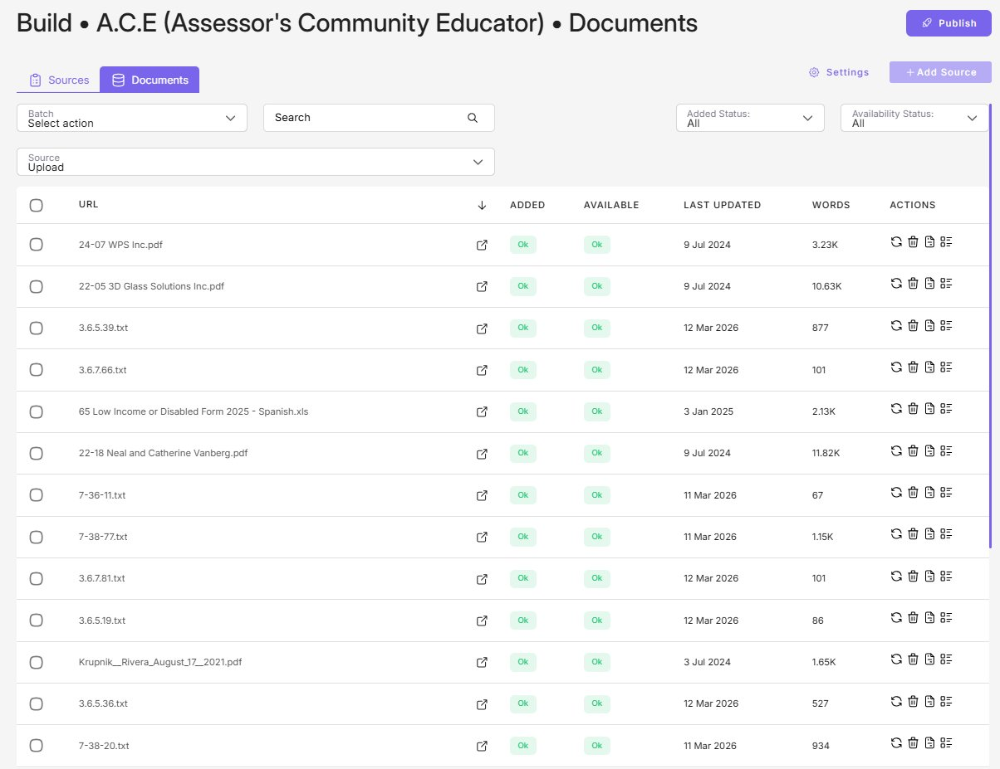 Build • A.C.E (Assessor's Community Educator) • Documents
Publish
Sources
Documents
Settings
+ Add Source
Batch
Select action
Search
Added Status:
All
Availability Status:
All
Source
Upload
URL ADDED AVAILABLE LAST UPDATED WORDS ACTIONS
24-07 WPS Inc.pdf Ok Ok 9 Jul 2024 3.23K
22-05 3D Glass Solutions Inc.pdf Ok Ok 9 Jul 2024 10.63K
3.6.5.39.txt Ok Ok 12 Mar 2026 877
3.6.7.66.txt Ok Ok 12 Mar 2026 101
65 Low Income or Disabled Form 2025 - Spanish.xls Ok Ok 3 Jan 2025 2.13K
22-18 Neal and Catherine Vanberg.pdf Ok Ok 9 Jul 2024 11.82K
7-36-11.txt Ok Ok 11 Mar 2026 67
7-38-77.txt Ok Ok 11 Mar 2026 1.15K
3.6.7.81.txt Ok Ok 12 Mar 2026 101
3.6.5.19.txt Ok Ok 12 Mar 2026 86
Krupnik__Rivera_August_17__2021.pdf Ok Ok 3 Jul 2024 1.65K
3.6.5.36.txt Ok Ok 12 Mar 2026 527
7-38-20.txt Ok Ok 11 Mar 2026 934